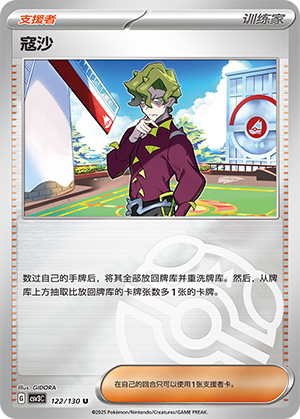 支援者
训练家
寇沙
数过自己的手牌后，将其全部放回牌库并重洗牌库。然后，从牌
库上方抽取比放回牌库的卡牌张数多1张的卡牌。
Illus. GIDORA
G CSV3C 122/130 U
在自己的回合只可以使用1张支援者卡。
©2025 Pokémon/Nintendo/Creatures/GAME FREAK.